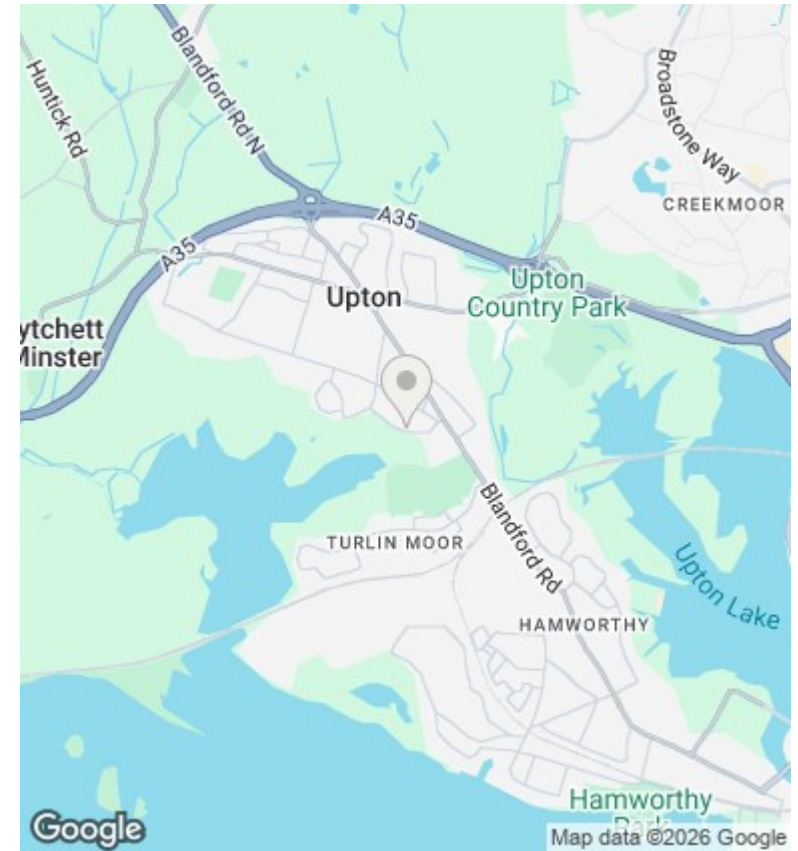 Blandford Rd N
Huntick Rd
Broadstone Way
CREEKMOOR
A35
A35
Upton
Upton
Country Park
ytchett
Minster
TURLIN MOOR
Blandford Rd
Upton Lake
HAMWORTHY
Hamworthy
Park
Google
Map data ©2026 Google